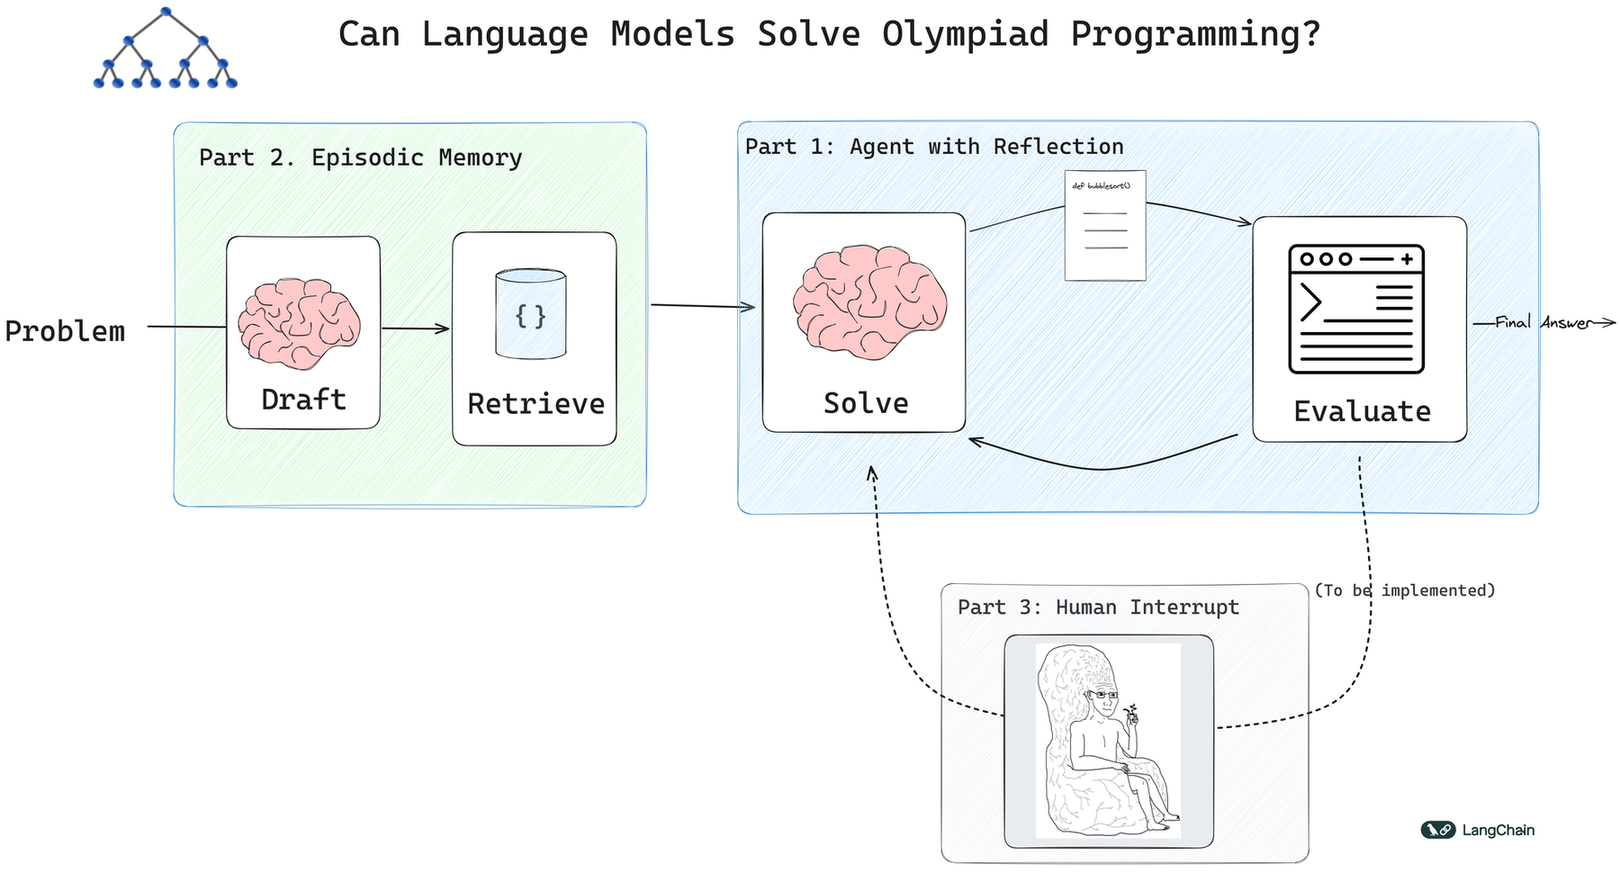 Can Language Models Solve Olympiad Programming?
Part 2. Episodic Memory
Part 1: Agent with Reflection
def bubblesort()
{}
Problem
Draft
Retrieve
Solve
Evaluate
Final Answer
(To be implemented)
Part 3: Human Interrupt
LangChain